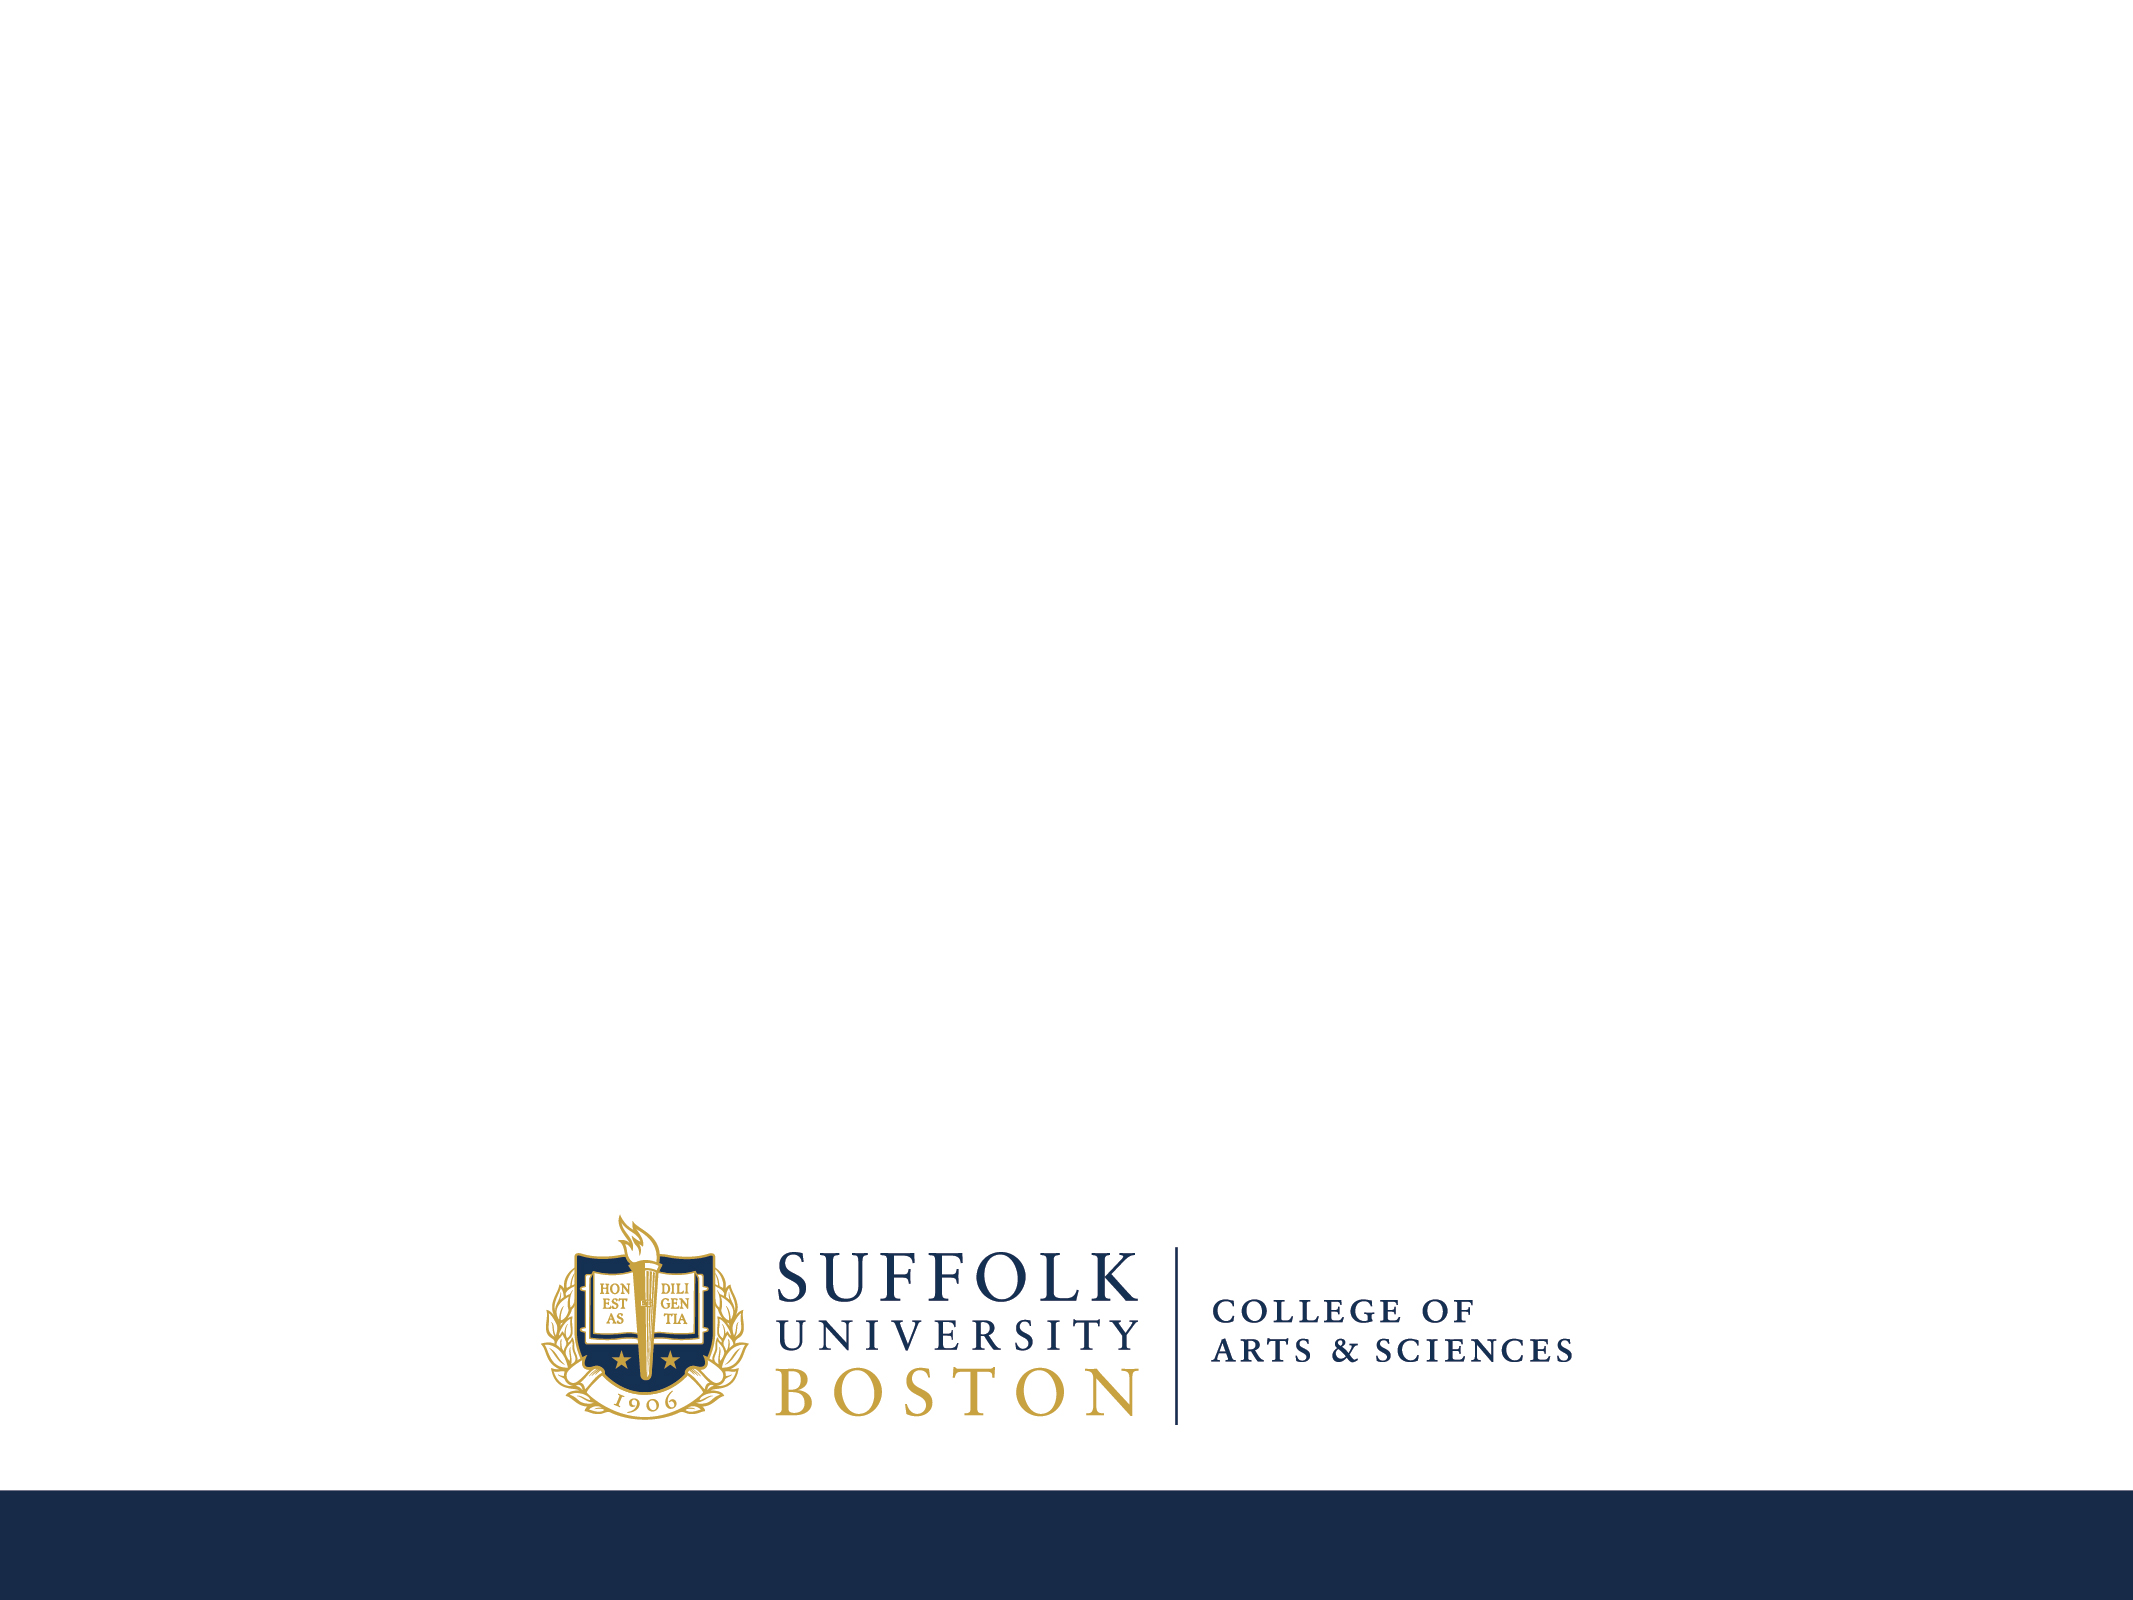 HON
EST
AS
DILI
GEN
TIA
1906
SUFFOLK
UNIVERSITY
BOSTON
COLLEGE OF
ARTS & SCIENCES